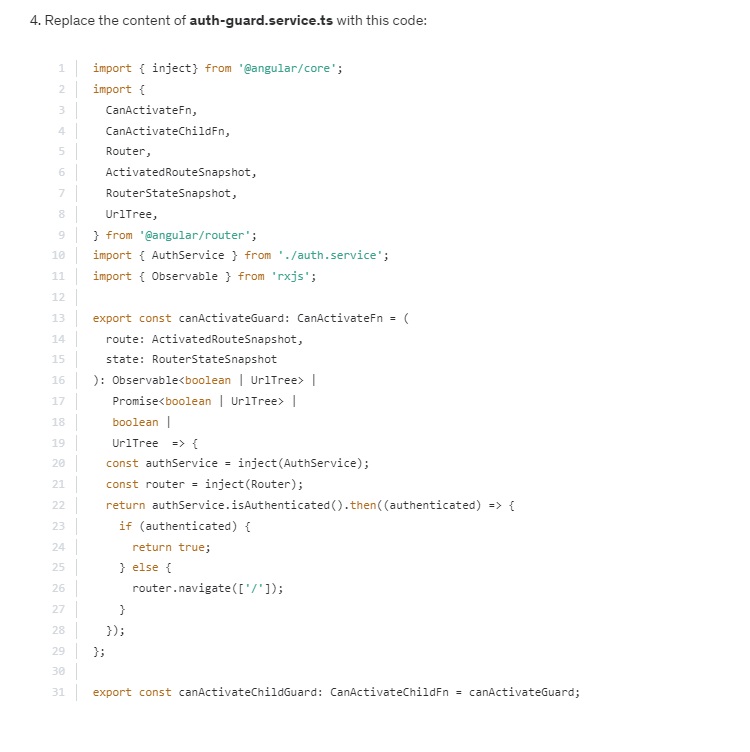 4. Replace the content of auth-guard.service.ts with this code:
1 import { inject} from '@angular/core';
2 import {
3   CanActivateFn,
4   CanActivateChildFn,
5   Router,
6   ActivatedRouteSnapshot,
7   RouterStateSnapshot,
8   UrlTree,
9 } from '@angular/router';
10 import { AuthService } from './auth.service';
11 import { Observable } from 'rxjs';
12
13 export const canActivateGuard: CanActivateFn = (
14   route: ActivatedRouteSnapshot,
15   state: RouterStateSnapshot
16 ): Observable<boolean | UrlTree> |
17    Promise<boolean | UrlTree> |
18    boolean |
19    UrlTree  => {
20   const authService = inject(AuthService);
21   const router = inject(Router);
22   return authService.isAuthenticated().then((authenticated) => {
23     if (authenticated) {
24       return true;
25     } else {
26       router.navigate(['/']);
27     }
28   });
29 };
30
31 export const canActivateChildGuard: CanActivateChildFn = canActivateGuard;